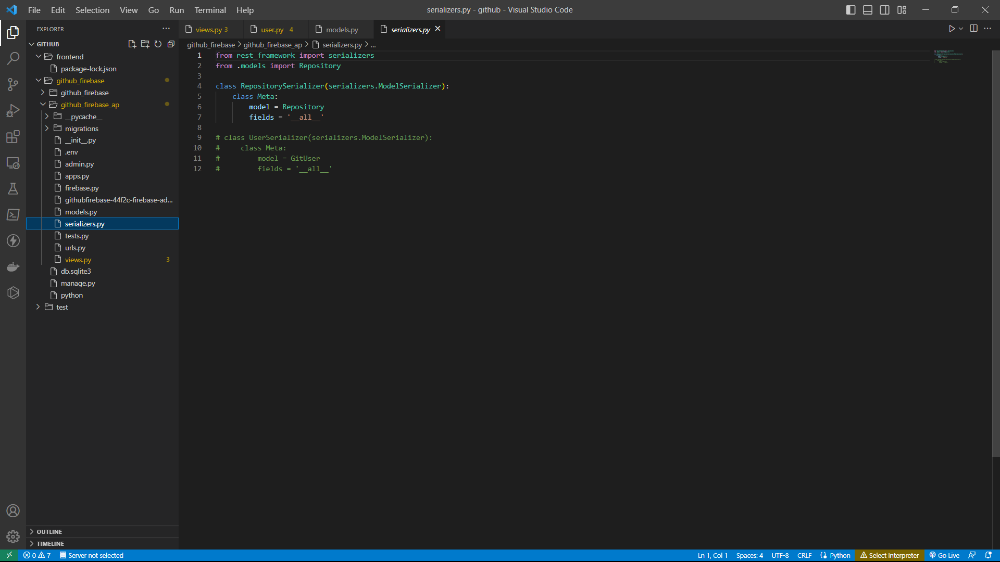 File Edit Selection View Go Run Terminal Help
serializers.py - github - Visual Studio Code
EXPLORER
GITHUB
frontend
package-lock.json
github_firebase
github_firebase
github_firebase_ap
__pycache__
migrations
__init__.py
.env
admin.py
apps.py
firebase.py
githubfirebase-44f2c-firebase-ad...
models.py
serializers.py
tests.py
urls.py
views.py 3
db.sqlite3
manage.py
python
test
OUTLINE
TIMELINE
views.py 3 user.py 4 models.py serializers.py
github_firebase > github_firebase_ap > serializers.py > ...
1 from rest_framework import serializers
2 from .models import Repository
3
4 class RepositorySerializer(serializers.ModelSerializer):
5     class Meta:
6         model = Repository
7         fields = '__all__'
8
9 # class UserSerializer(serializers.ModelSerializer):
10 #     class Meta:
11 #         model = GitUser
12 #         fields = '__all__'
0 7 Server not selected
Ln 1, Col 1 Spaces: 4 UTF-8 CRLF Python Select Interpreter Go Live